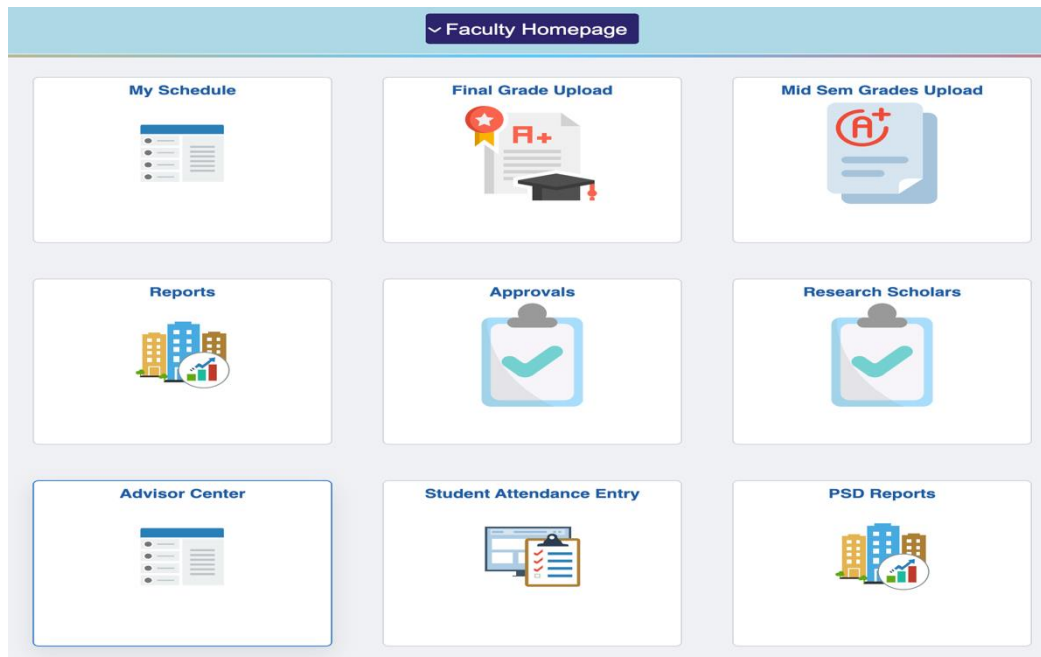 Faculty Homepage
My Schedule
Final Grade Upload
A+
Mid Sem Grades Upload
A+
Reports
Approvals
Research Scholars
Advisor Center
Student Attendance Entry
PSD Reports